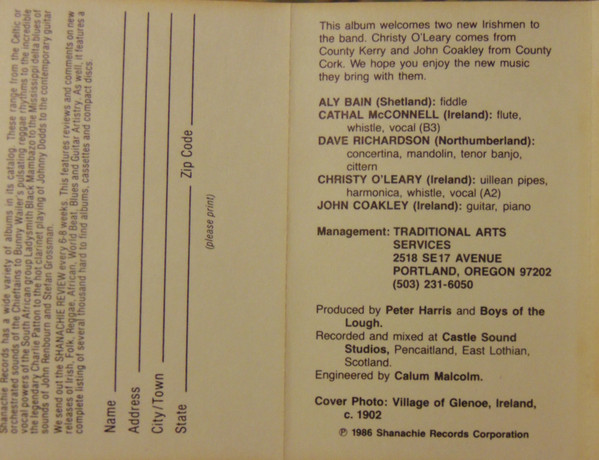 Shanachie Records has a wide variety of albums in its catalog. These range from the Celtic or
orchestrated sounds of the Chieftains to Bunny Wailer's pulsating reggae rhythms to the incredible
vocal powers of the South African group Ladysmith Black Mambazo to the Mississippi delta blues of
the legendary Charlie Patton to the hot clarinet playing of Johnny Dodds to the contemporary guitar
sounds of John Renbourn and Stefan Grossman.
We send out the SHANACHIE REVIEW every 6-8 weeks. This features reviews and comments on new
releases of Irish, Folk, Reggae, African, World Beat, Blues and Guitar Artistry. As well, it features a
complete listing of several thousand hard to find albums, cassettes and compact discs.
Name
Address
City/Town
State Zip Code
(please print)
This album welcomes two new Irishmen to
the band. Christy O'Leary comes from
County Kerry and John Coakley from County
Cork. We hope you enjoy the new music
they bring with them.
ALY BAIN (Shetland): fiddle
CATHAL McCONNELL (Ireland): flute,
whistle, vocal (B3)
DAVE RICHARDSON (Northumberland):
concertina, mandolin, tenor banjo,
cittern
CHRISTY O'LEARY (Ireland): uillean pipes,
harmonica, whistle, vocal (A2)
JOHN COAKLEY (Ireland): guitar, piano
Management: TRADITIONAL ARTS
SERVICES
2518 SE17 AVENUE
PORTLAND, OREGON 97202
(503) 231-6050
Produced by Peter Harris and Boys of the
Lough.
Recorded and mixed at Castle Sound
Studios, Pencaitland, East Lothian,
Scotland.
Engineered by Calum Malcolm.
Cover Photo: Village of Glenoe, Ireland,
c. 1902
℗ 1986 Shanachie Records Corporation